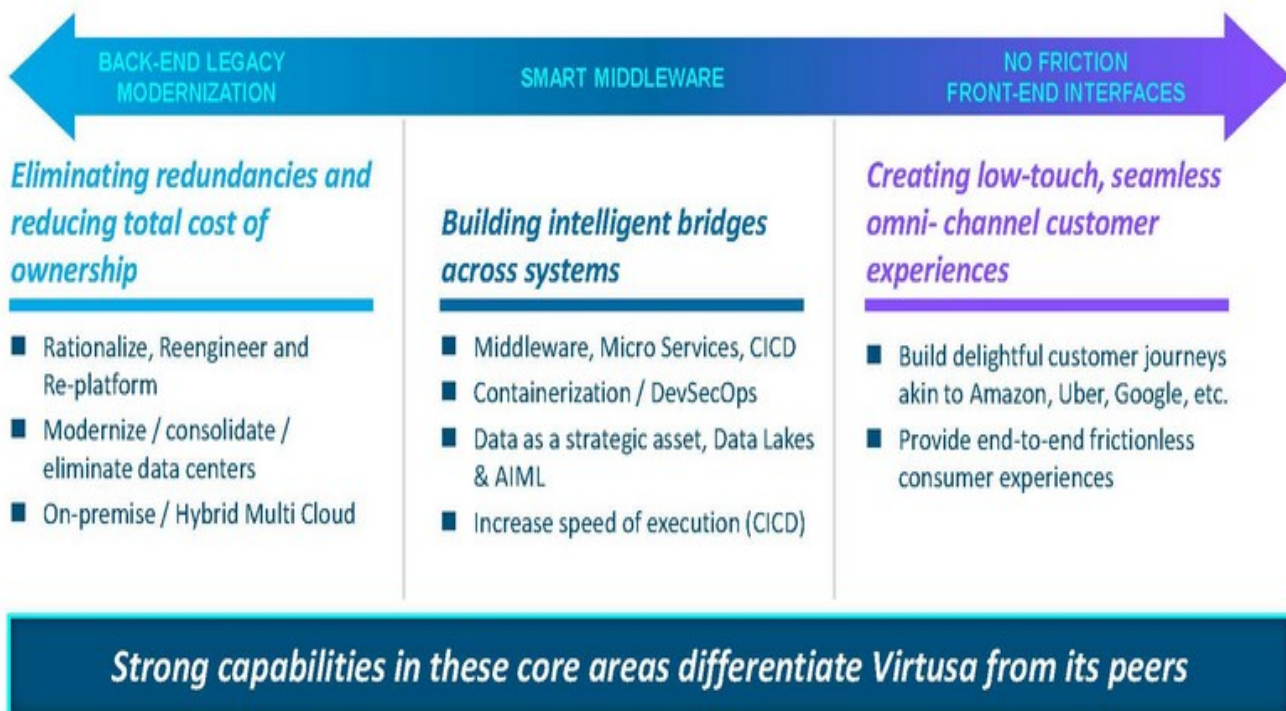 BACK-END LEGACY
MODERNIZATION
SMART MIDDLEWARE
NO FRICTION
FRONT-END INTERFACES
Eliminating redundancies and
reducing total cost of
ownership
■ Rationalize, Reengineer and
Re-platform
■ Modernize / consolidate /
eliminate data centers
■ On-premise / Hybrid Multi Cloud
Building intelligent bridges
across systems
■ Middleware, Micro Services, CICD
■ Containerization / DevSecOps
■ Data as a strategic asset, Data Lakes
& AIML
■ Increase speed of execution (CICD)
Creating low-touch, seamless
omni- channel customer
experiences
■ Build delightful customer journeys
akin to Amazon, Uber, Google, etc.
■ Provide end-to-end frictionless
consumer experiences
Strong capabilities in these core areas differentiate Virtusa from its peers